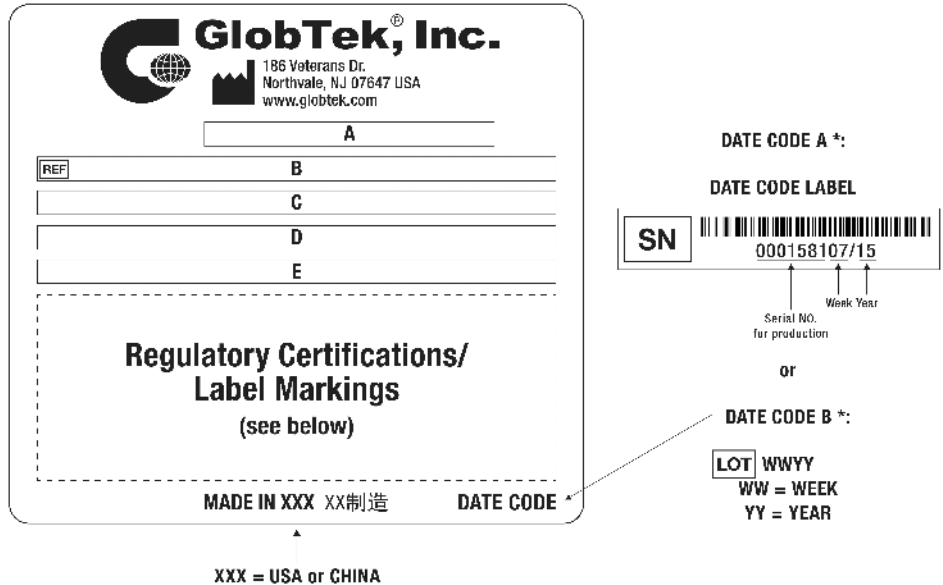 GlobTek,® Inc.
186 Veterans Dr.
Northvale, NJ 07647 USA
www.globtek.com
A
REF B
C
D
E
Regulatory Certifications/
Label Markings
(see below)
MADE IN XXX XX制造 DATE CODE
XXX = USA or CHINA
DATE CODE A *:
DATE CODE LABEL
SN
000158107/15
Week Year
Serial NO.
for production
or
DATE CODE B *:
LOT WWYY
WW = WEEK
YY = YEAR